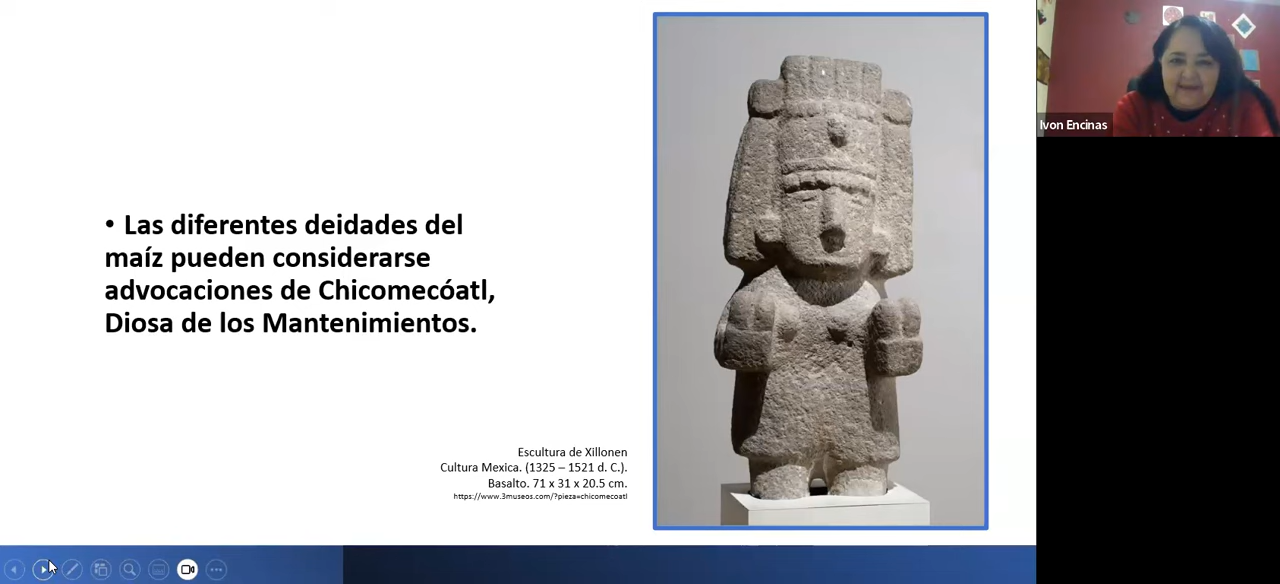 • Las diferentes deidades del
maíz pueden considerarse
advocaciones de Chicomecóatl,
Diosa de los Mantenimientos.
Escultura de Xillonen
Cultura Mexica. (1325 – 1521 d. C.).
Basalto. 71 x 31 x 20.5 cm.
https://www.3museos.com/?pieza=chicomecoatl
Ivon Encinas